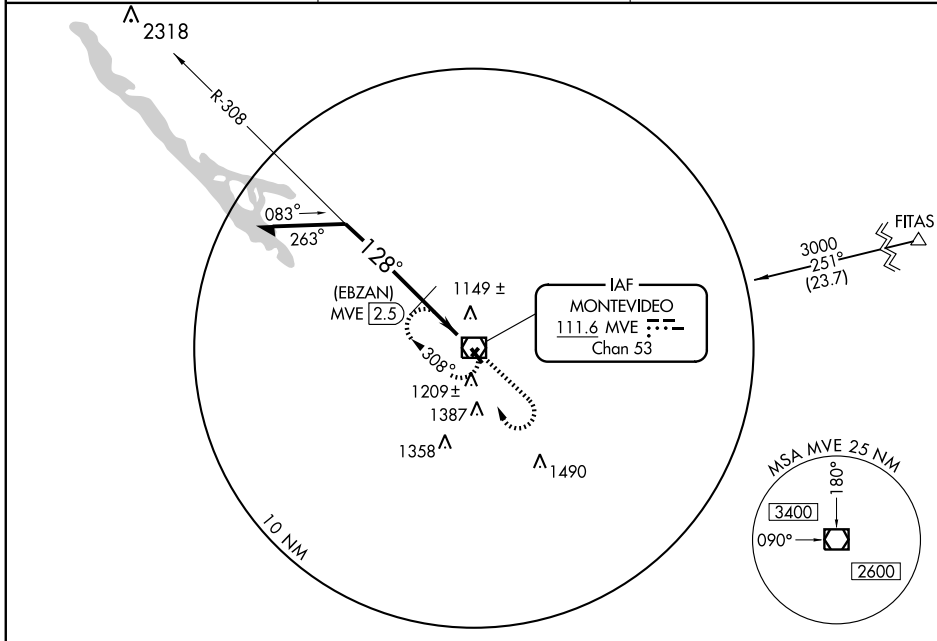 2318
R-308
083°
263°
128°
FITAS
3000
251°
(23.7)
(EBZAN)
MVE 2.5
1149 ±
IAF
MONTEVIDEO
111.6 MVE
Chan 53
308°
1209 ±
1387
1358
1490
10 NM
MSA MVE 25 NM
180°
3400
090°
2600